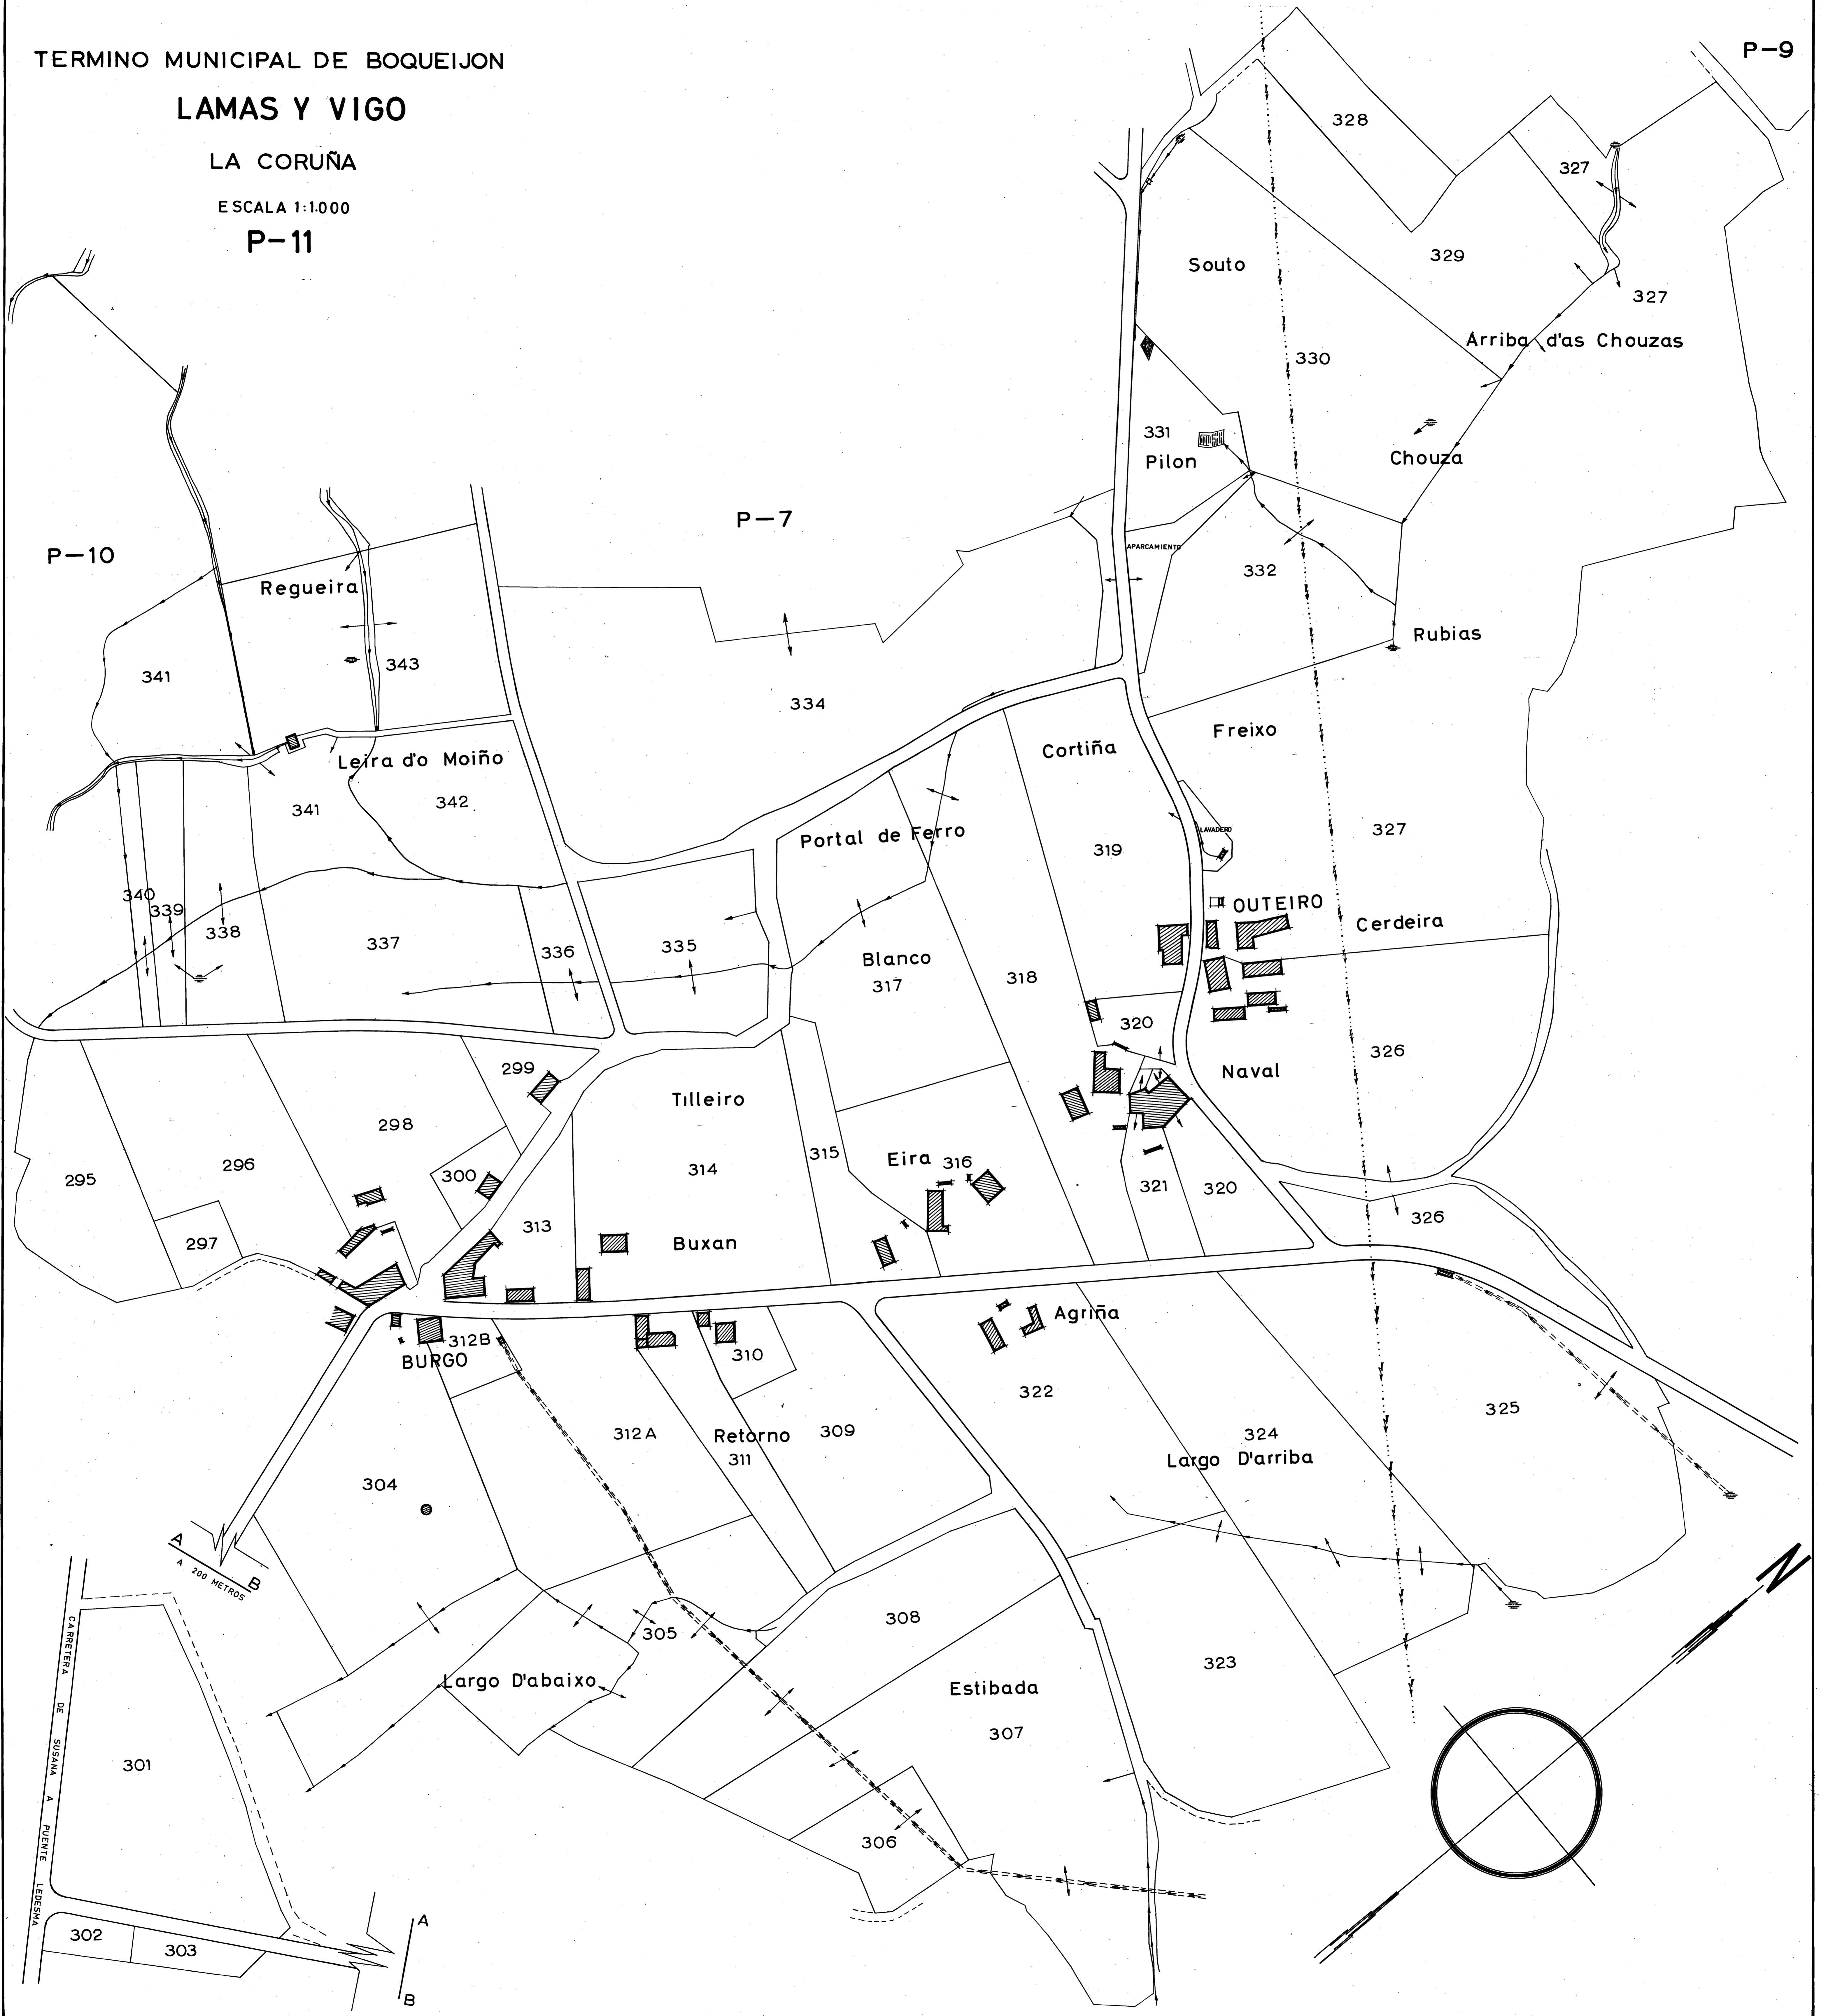 TERMINO MUNICIPAL DE BOQUEIJON
LAMAS Y VIGO
LA CORUÑA
ESCALA 1:1.000
P-11
P-9
328
327
Souto
329
327
Arriba d'as Chouzas
330
331
Pilon
Chouza
P-7
P-10
APARCAMIENTO
332
Regueira
Rubias
343
341
334
Freixo
Cortiña
Leira d'o Moiño
342
341
Portal de Ferro
LAVADERO
327
319
340
339
338
337
336
335
OUTEIRO
Cerdeira
Blanco
317
318
320
326
Naval
299
Tilleiro
298
315
Eira
316
296
314
300
295
321
320
326
313
297
Buxan
Agriña
312B
BURGO
310
322
325
312A
Retorno
309
324
311
Largo D'arriba
304
A
B
A 200 METROS
308
305
323
Largo D'abaixo
Estibada
307
N
CARRETERA DE SUSANA A PUENTE LEDESMA
301
306
302
303
A
B